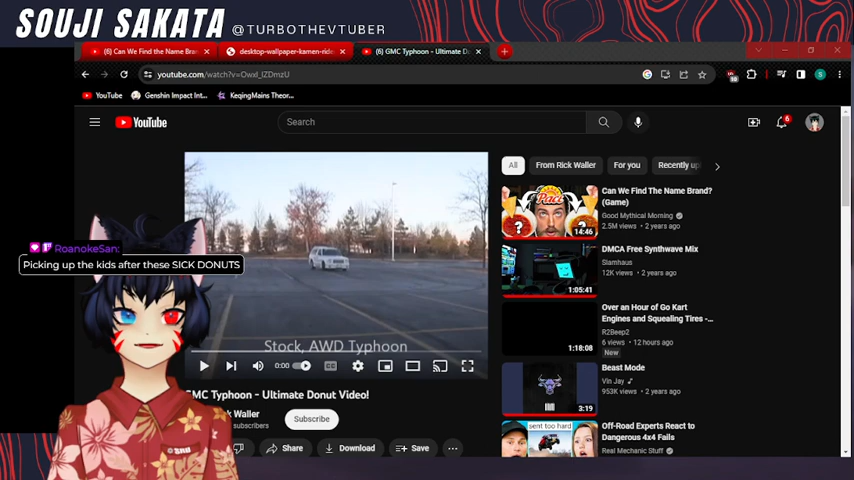 SOUJI SAKATA @TURBOTHEVTUBER
(6) Can We Find the Name Bran
desktop-wallpaper-kamen-ride
(6) GMC Typhoon - Ultimate Do
youtube.com/watch?v=
YouTube
Genshin Impact Int...
KeqingMains Theor...
YouTube
Search
6
All
From Rick Waller
For you
Recently up
Can We Find The Name Brand?
(Game)
Good Mythical Morning
2.5M views • 2 years ago
14:46
DMCA Free Synthwave Mix
Slamhaus
12K views • 2 years ago
1:05:41
Over an Hour of Go Kart
Engines and Squealing Tires -...
R2Beep2
6 views • 12 hours ago
New
1:18:08
Beast Mode
Vin Jay
953K views • 2 years ago
3:19
Off-Road Experts React to
Dangerous 4x4 Fails
Real Mechanic Stuff
sent too hard
RoanokeSan:
Picking up the kids after these SICK DONUTS
Stock, AWD Typhoon
0:00
GMC Typhoon - Ultimate Donut Video!
k Waller
subscribers
Subscribe
Share
Download
Save